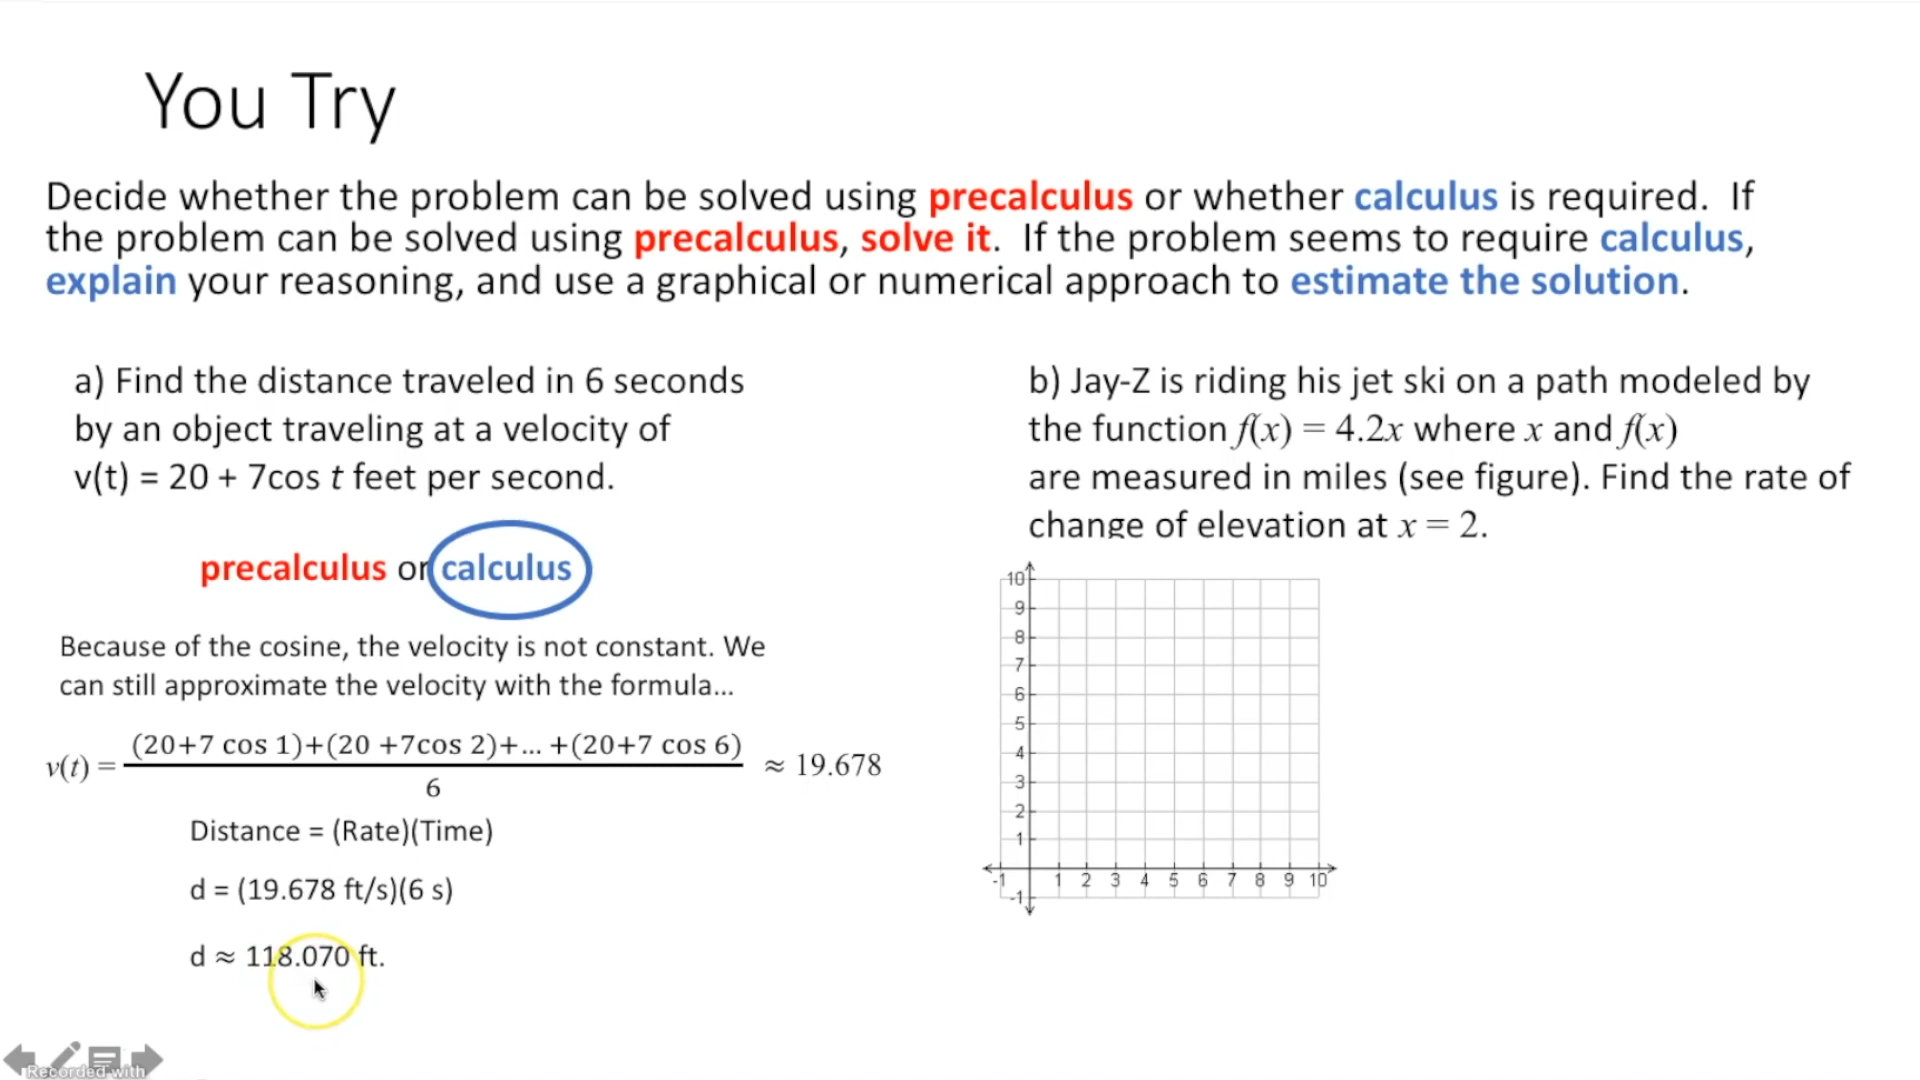 You Try
Decide whether the problem can be solved using precalculus or whether calculus is required. If
the problem can be solved using precalculus, solve it. If the problem seems to require calculus,
explain your reasoning, and use a graphical or numerical approach to estimate the solution.
a) Find the distance traveled in 6 seconds
by an object traveling at a velocity of
v(t) = 20 + 7cos t feet per second.
precalculus or calculus
Because of the cosine, the velocity is not constant. We
can still approximate the velocity with the formula...
v(t) = (20+7 cos 1)+(20 +7cos 2)+... +(20+7 cos 6) ≈ 19.678
6
Distance = (Rate)(Time)
d = (19.678 ft/s)(6 s)
d ≈ 118.070 ft.
b) Jay-Z is riding his jet ski on a path modeled by
the function f(x) = 4.2x where x and f(x)
are measured in miles (see figure). Find the rate of
change of elevation at x = 2.
10
9
8
7
6
5
4
3
2
1
-1 1 2 3 4 5 6 7 8 9 10
-1
Recorded with